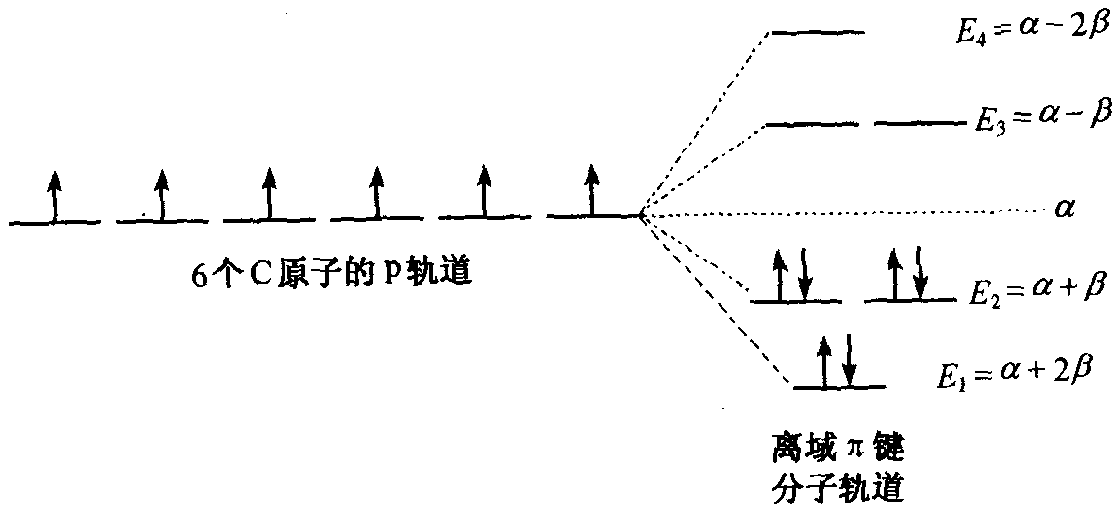 E₄ = α − 2β
E₃ = α − β
α
6个C原子的p轨道
E₂ = α + β
E₁ = α + 2β
离域π键
分子轨道